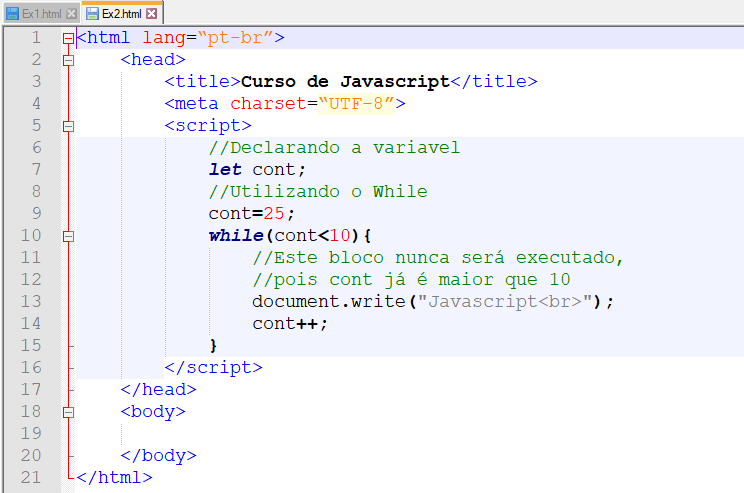 Ex1.html Ex2.html
1 <html lang=“pt-br”>
2 <head>
3 <title>Curso de Javascript</title>
4 <meta charset=“UTF-8”>
5 <script>
6 //Declarando a variavel
7 let cont;
8 //Utilizando o While
9 cont=25;
10 while(cont<10){
11 //Este bloco nunca será executado,
12 //pois cont já é maior que 10
13 document.write("Javascript<br>");
14 cont++;
15 }
16 </script>
17 </head>
18 <body>
19
20 </body>
21 </html>